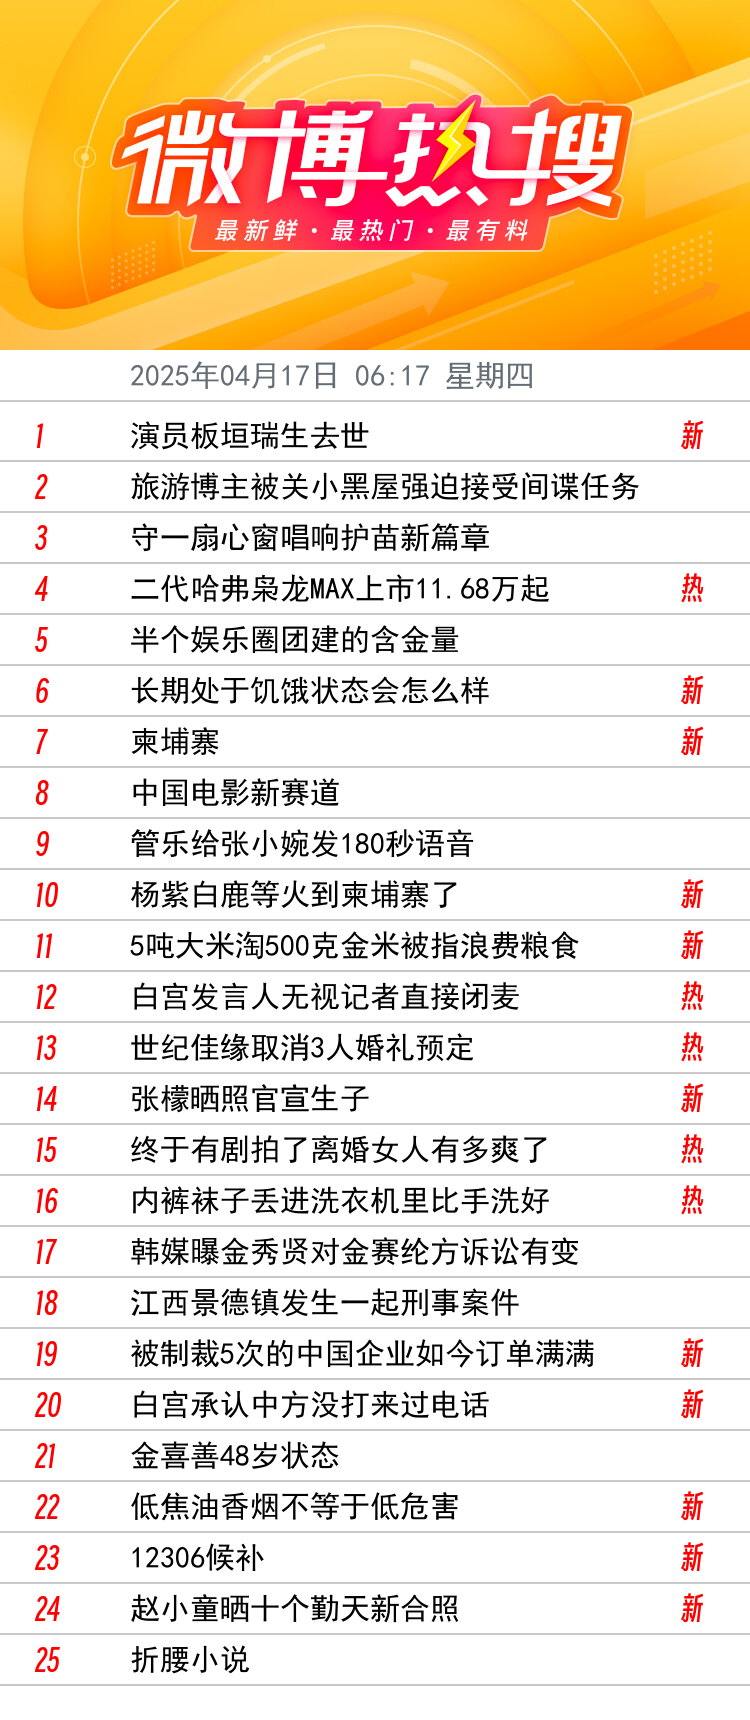 微博热搜
最新鲜·最热门·最有料
2025年04月17日 06:17 星期四
1 演员板垣瑞生去世 新
2 旅游博主被关小黑屋强迫接受间谍任务
3 守一扇心窗唱响护苗新篇章
4 二代哈弗枭龙MAX上市11.68万起 热
5 半个娱乐圈团建的含金量
6 长期处于饥饿状态会怎么样 新
7 柬埔寨 新
8 中国电影新赛道
9 管乐给张小婉发180秒语音
10 杨紫白鹿等火到柬埔寨了 新
11 5吨大米淘500克金米被指浪费粮食 新
12 白宫发言人无视记者直接闭麦 热
13 世纪佳缘取消3人婚礼预定 热
14 张檬晒照官宣生子 新
15 终于有剧拍了离婚女人有多爽了 热
16 内裤袜子丢进洗衣机里比手洗好 热
17 韩媒曝金秀贤对金赛纶方诉讼有变
18 江西景德镇发生一起刑事案件
19 被制裁5次的中国企业如今订单满满 新
20 白宫承认中方没打来过电话 新
21 金喜善48岁状态
22 低焦油香烟不等于低危害 新
23 12306候补 新
24 赵小童晒十个勤天新合照 新
25 折腰小说